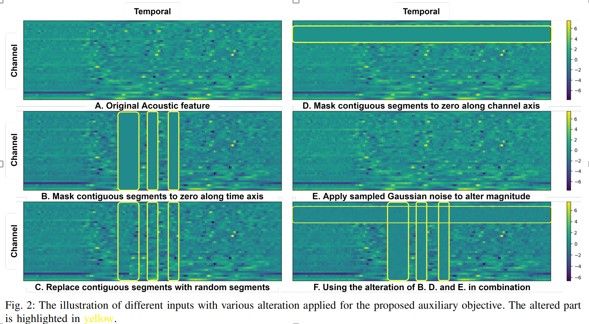 Temporal
Temporal
Channel
A. Original Acoustic feature
D. Mask contiguous segments to zero along channel axis
6
4
2
0
−2
−4
−6
Channel
B. Mask contiguous segments to zero along time axis
E. Apply sampled Gaussian noise to alter magnitude
6
4
2
0
−2
−4
−6
Channel
C. Replace contiguous segments with random segments
F. Using the alteration of B. D. and E. in combination
6
4
2
0
−2
−4
−6
Fig. 2: The illustration of different inputs with various alteration applied for the proposed auxiliary objective. The altered part
is highlighted in yellow.